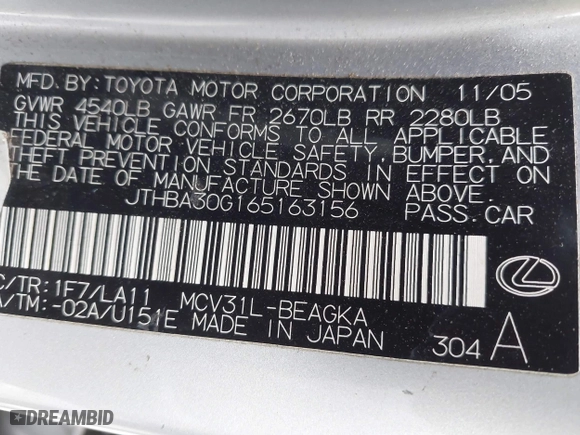 MFD. BY: TOYOTA MOTOR CORPORATION 11/05
GVWR 4540LB GAWR FR 2670LB RR 2280LB
THIS VEHICLE CONFORMS TO ALL APPLICABLE
FEDERAL MOTOR VEHICLE SAFETY, BUMPER, AND
THEFT PREVENTION STANDARDS IN EFFECT ON
THE DATE OF MANUFACTURE SHOWN ABOVE.
JTHBA30G165163156 PASS. CAR
C/TR: 1F7/LA11 MCV31L-BEAGKA
A/TM: -02A/U151E MADE IN JAPAN 304 A
DREAMBID